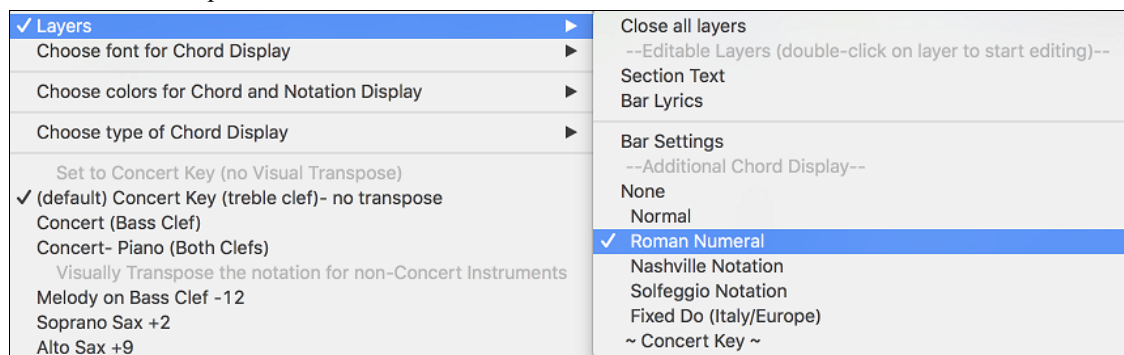 ✓ Layers ▶
Choose font for Chord Display ▶
Choose colors for Chord and Notation Display ▶
Choose type of Chord Display ▶
Set to Concert Key (no Visual Transpose)
✓ (default) Concert Key (treble clef)- no transpose
Concert (Bass Clef)
Concert- Piano (Both Clefs)
Visually Transpose the notation for non-Concert Instruments
Melody on Bass Clef -12
Soprano Sax +2
Alto Sax +9
Close all layers
--Editable Layers (double-click on layer to start editing)--
Section Text
Bar Lyrics
Bar Settings
--Additional Chord Display--
None
Normal
✓ Roman Numeral
Nashville Notation
Solfeggio Notation
Fixed Do (Italy/Europe)
~ Concert Key ~